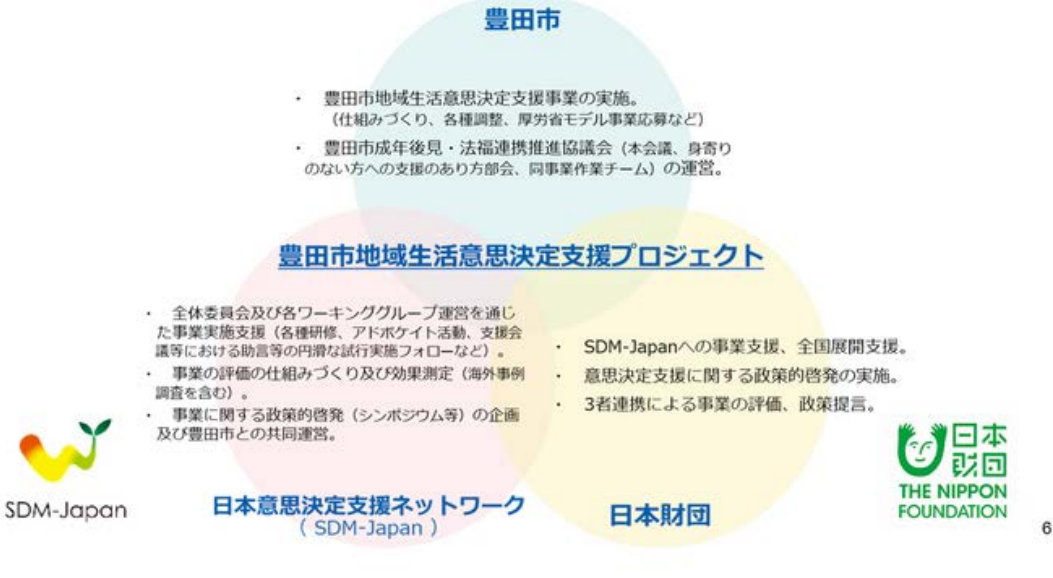 豊田市
・　豊田市地域生活意思決定支援事業の実施。
（仕組みづくり、各種調整、厚労省モデル事業応募など）
・　豊田市成年後見・法福連携推進協議会（本会議、身寄り
のない方への支援のあり方部会、同事業作業チーム）の運営。
豊田市地域生活意思決定支援プロジェクト
・　全体委員会及び各ワーキンググループ運営を通じ
た事業実施支援（各種研修、アドボケイト活動、支援会
議等における助言等の円滑な試行実施フォローなど）。
・　事業の評価の仕組みづくり及び効果測定（海外事例
調査を含む）。
・　事業に関する政策的啓発（シンポジウム等）の企画
及び豊田市との共同運営。
・　SDM-Japanへの事業支援、全国展開支援。
・　意思決定支援に関する政策的啓発の実施。
・　3者連携による事業の評価、政策提言。
SDM-Japan
日本意思決定支援ネットワーク
（ SDM-Japan ）
日本財団
日本
財団
THE NIPPON
FOUNDATION
6